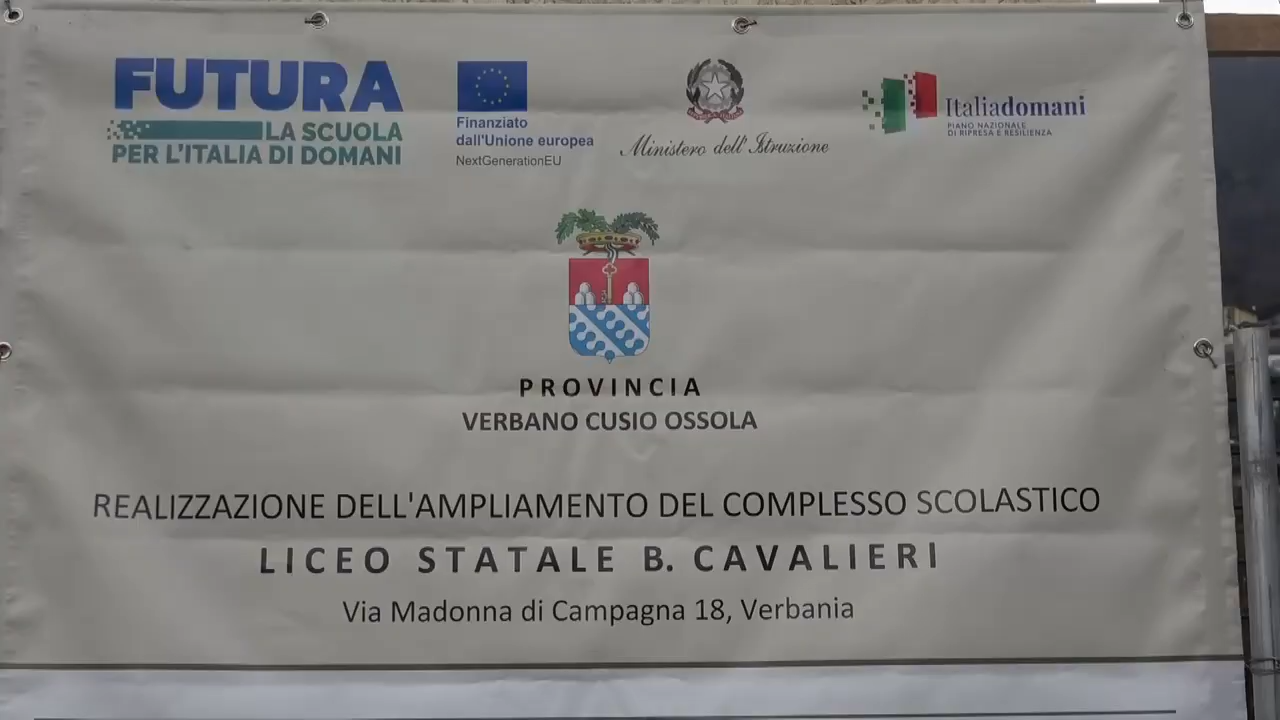 FUTURA
LA SCUOLA
PER L'ITALIA DI DOMANI
Finanziato
dall'Unione europea
NextGenerationEU
Ministero dell'Istruzione
Italiadomani
PIANO NAZIONALE
DI RIPRESA E RESILIENZA
PROVINCIA
VERBANO CUSIO OSSOLA
REALIZZAZIONE DELL'AMPLIAMENTO DEL COMPLESSO SCOLASTICO
LICEO STATALE B. CAVALIERI
Via Madonna di Campagna 18, Verbania